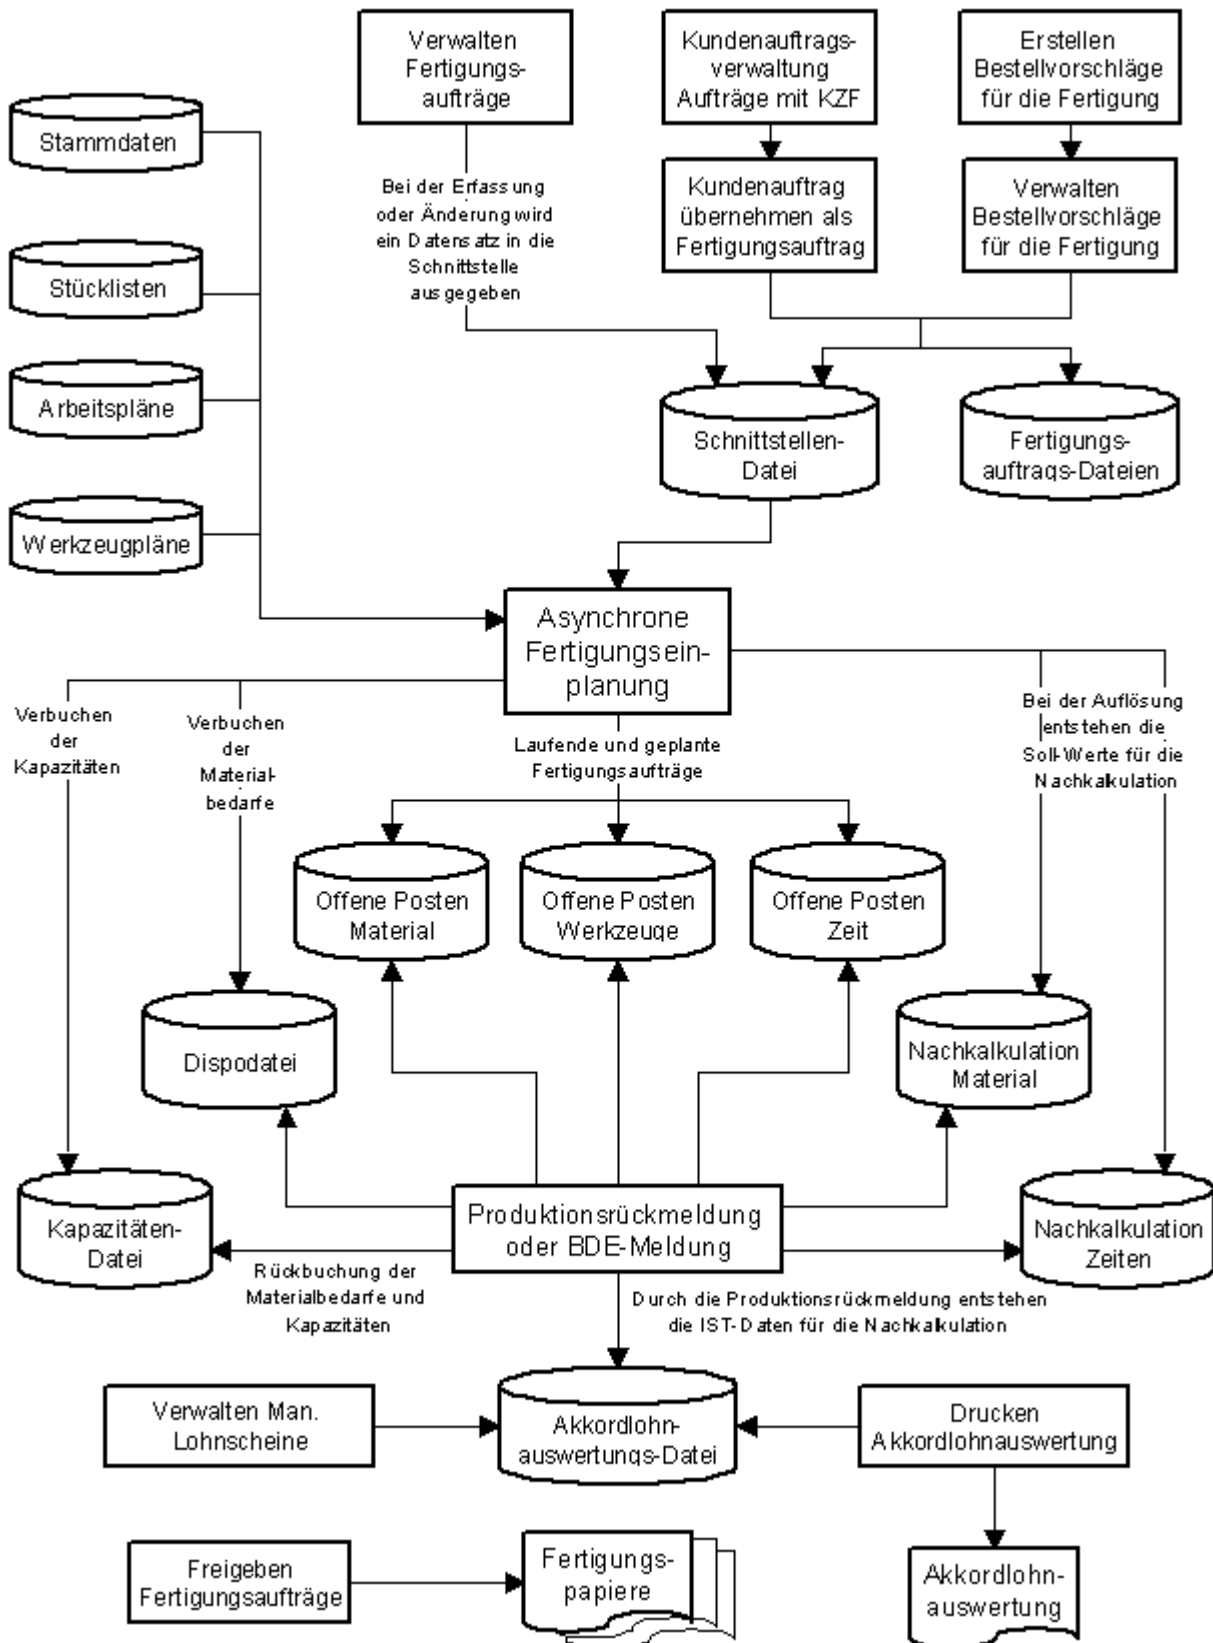 Verwalten
Fertigungs-
aufträge
Kundenauftrags-
verwaltung
Aufträge mit KZF
Erstellen
Bestellvorschläge
für die Fertigung
Stammdaten
Bei der Erfassung
oder Änderung wird
ein Datensatz in die
Schnittstelle
ausgegeben
Kundenauftrag
übernehmen als
Fertigungsauftrag
Verwalten
Bestellvorschläge
für die Fertigung
Stücklisten
Arbeitspläne
Schnittstellen-
Datei
Fertigungs-
auftrags-Dateien
Werkzeugpläne
Asynchrone
Fertigungsein-
planung
Verbuchen
der
Kapazitäten
Verbuchen
der
Material-
bedarfe
Laufende und geplante
Fertigungsaufträge
Bei der Auflösung
entstehen die
Soll-Werte für die
Nachkalkulation
Offene Posten
Material
Offene Posten
Werkzeuge
Offene Posten
Zeit
Dispodatei
Nachkalkulation
Material
Kapazitäten-
Datei
Produktionsrückmeldung
oder BDE-Meldung
Nachkalkulation
Zeiten
Rückbuchung der
Materialbedarfe und
Kapazitäten
Durch die Produktionsrückmeldung entstehen
die IST-Daten für die Nachkalkulation
Verwalten Man.
Lohnscheine
Akkordlohn-
auswertungs-Datei
Drucken
Akkordlohnauswertung
Freigeben
Fertigungsaufträge
Fertigungs-
papiere
Akkordlohn-
auswertung